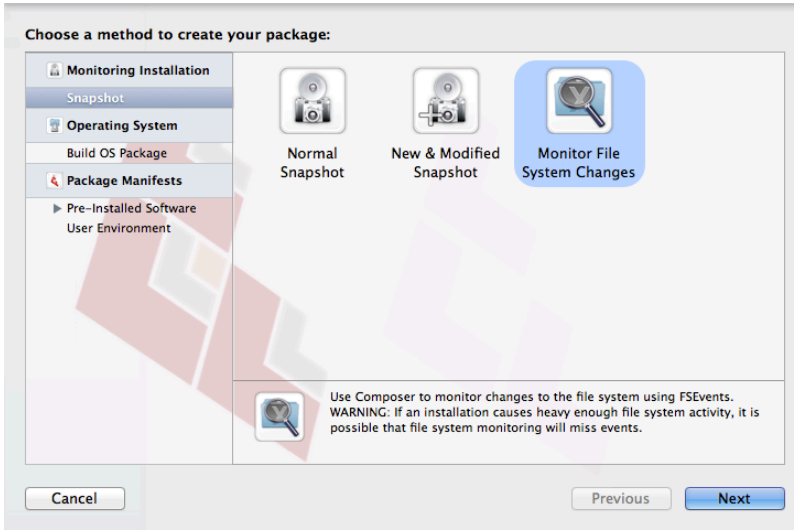 Choose a method to create your package:
Monitoring Installation
Snapshot
Operating System
Build OS Package
Package Manifests
Pre-Installed Software
User Environment
Normal
Snapshot
New & Modified
Snapshot
Monitor File
System Changes
Use Composer to monitor changes to the file system using FSEvents.
WARNING: If an installation causes heavy enough file system activity, it is
possible that file system monitoring will miss events.
Cancel
Previous
Next